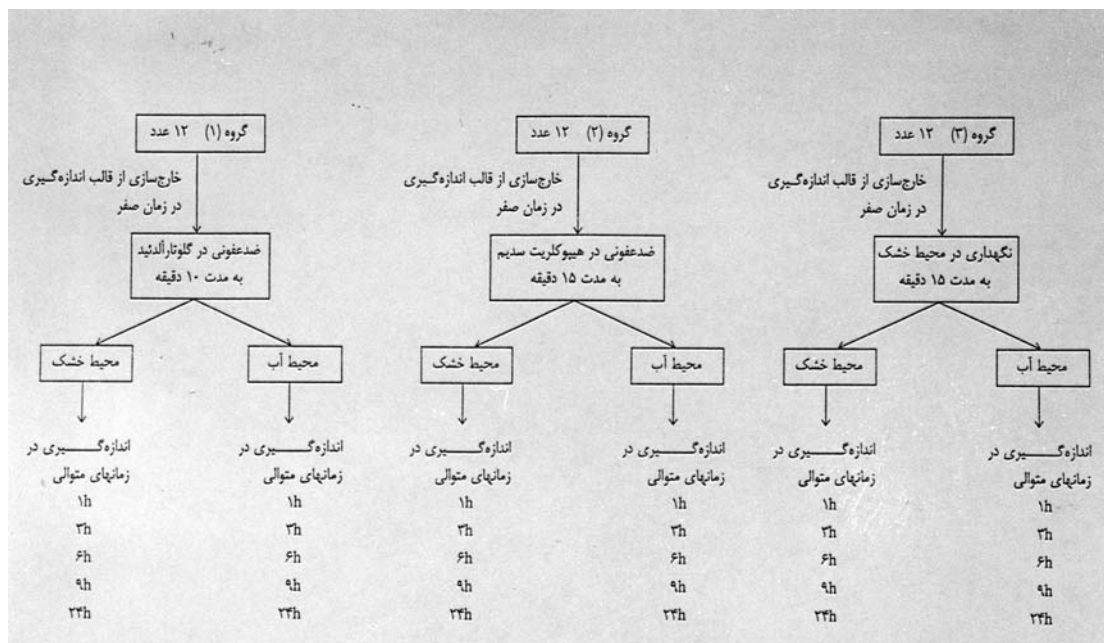 گروه (۱) ۱۲ عدد
خارج‌سازی از قالب اندازه‌گیری
در زمان صفر
ضدعفونی در گلوتارآلدئید
به مدت ۱۰ دقیقه
محیط آب
اندازه‌گیری در
زمانهای متوالی
۱h
۳h
۶h
۹h
۲۴h
محیط خشک
اندازه‌گیری در
زمانهای متوالی
۱h
۳h
۶h
۹h
۲۴h
گروه (۲) ۱۲ عدد
خارج‌سازی از قالب اندازه‌گیری
در زمان صفر
ضدعفونی در هیپوکلریت سدیم
به مدت ۱۵ دقیقه
محیط آب
اندازه‌گیری در
زمانهای متوالی
۱h
۳h
۶h
۹h
۲۴h
محیط خشک
اندازه‌گیری در
زمانهای متوالی
۱h
۳h
۶h
۹h
۲۴h
گروه (۳) ۱۲ عدد
خارج‌سازی از قالب اندازه‌گیری
در زمان صفر
نگهداری در محیط خشک
به مدت ۱۵ دقیقه
محیط آب
اندازه‌گیری در
زمانهای متوالی
۱h
۳h
۶h
۹h
۲۴h
محیط خشک
اندازه‌گیری در
زمانهای متوالی
۱h
۳h
۶h
۹h
۲۴h